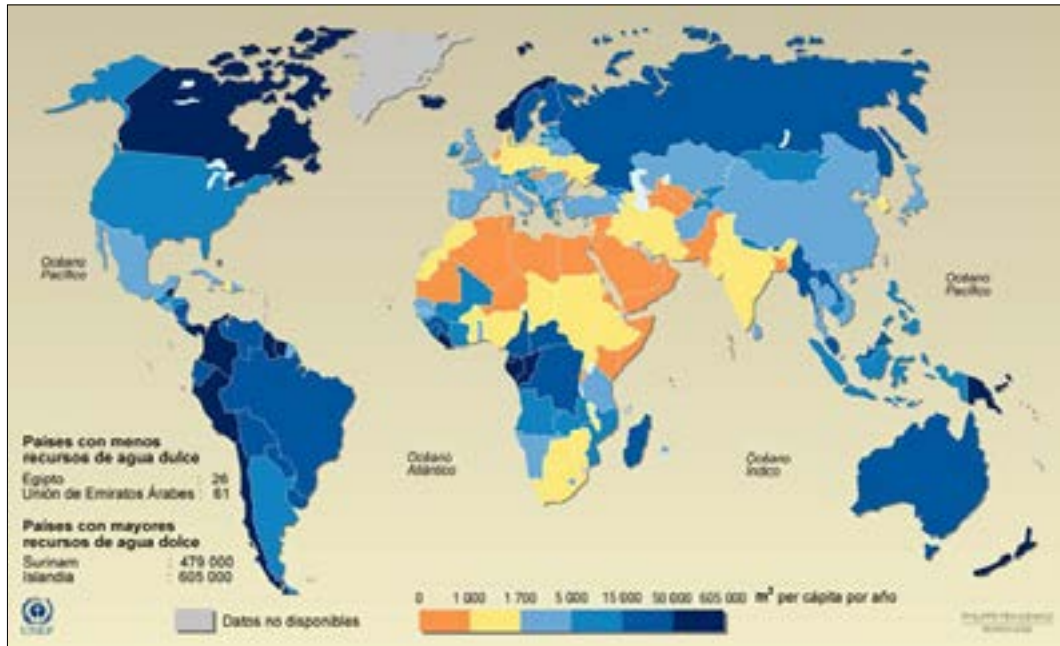 Océano
Pacífico
Océano
Pacífico
Océano
Atlántico
Océano
Índico
Países con menos
recursos de agua dulce
Egipto : 26
Unión de Emiratos Árabes : 61
Países con mayores
recursos de agua dolce
Surinam : 479 000
Islandia : 605 000
0 1 000 1 700 5 000 15 000 50 000 605 000 m³ per cápita por año
Datos no disponibles
UNEP